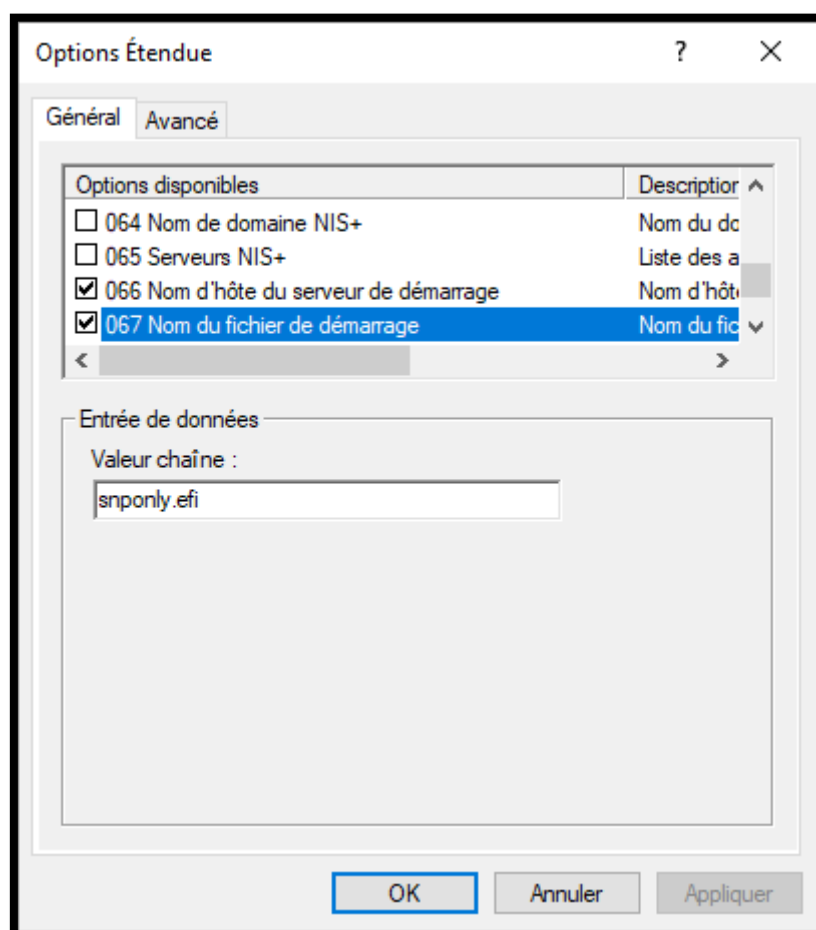 Options Étendue
Général Avancé
Options disponibles Description
064 Nom de domaine NIS+ Nom du do
065 Serveurs NIS+ Liste des a
066 Nom d'hôte du serveur de démarrage Nom d'hôt
067 Nom du fichier de démarrage Nom du fic
Entrée de données
Valeur chaîne :
snponly.efi
OK Annuler Appliquer